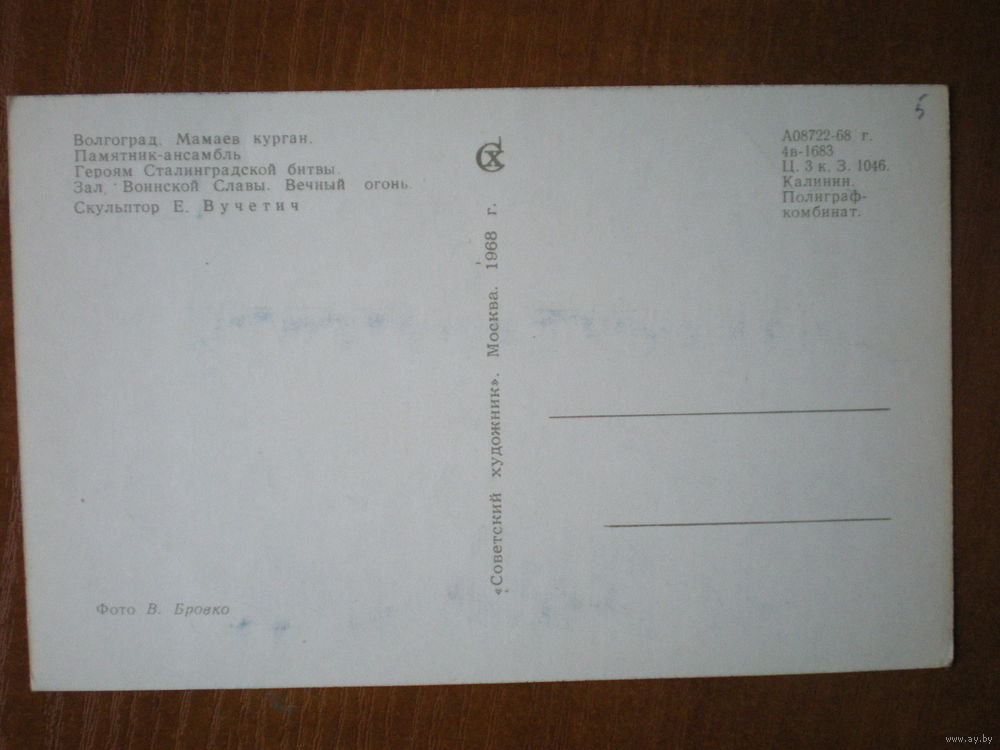 Волгоград. Мамаев курган.
Памятник-ансамбль
Героям Сталинградской битвы.
Зал Воинской Славы. Вечный огонь.
Скульптор Е. Вучетич
Фото В. Бровко
СХ
«Советский художник». Москва. 1968 г.
5
А08722-68 г.
4в-1683
Ц. 3 к. З. 1046.
Калинин.
Полиграф-
комбинат.
www.ay.by